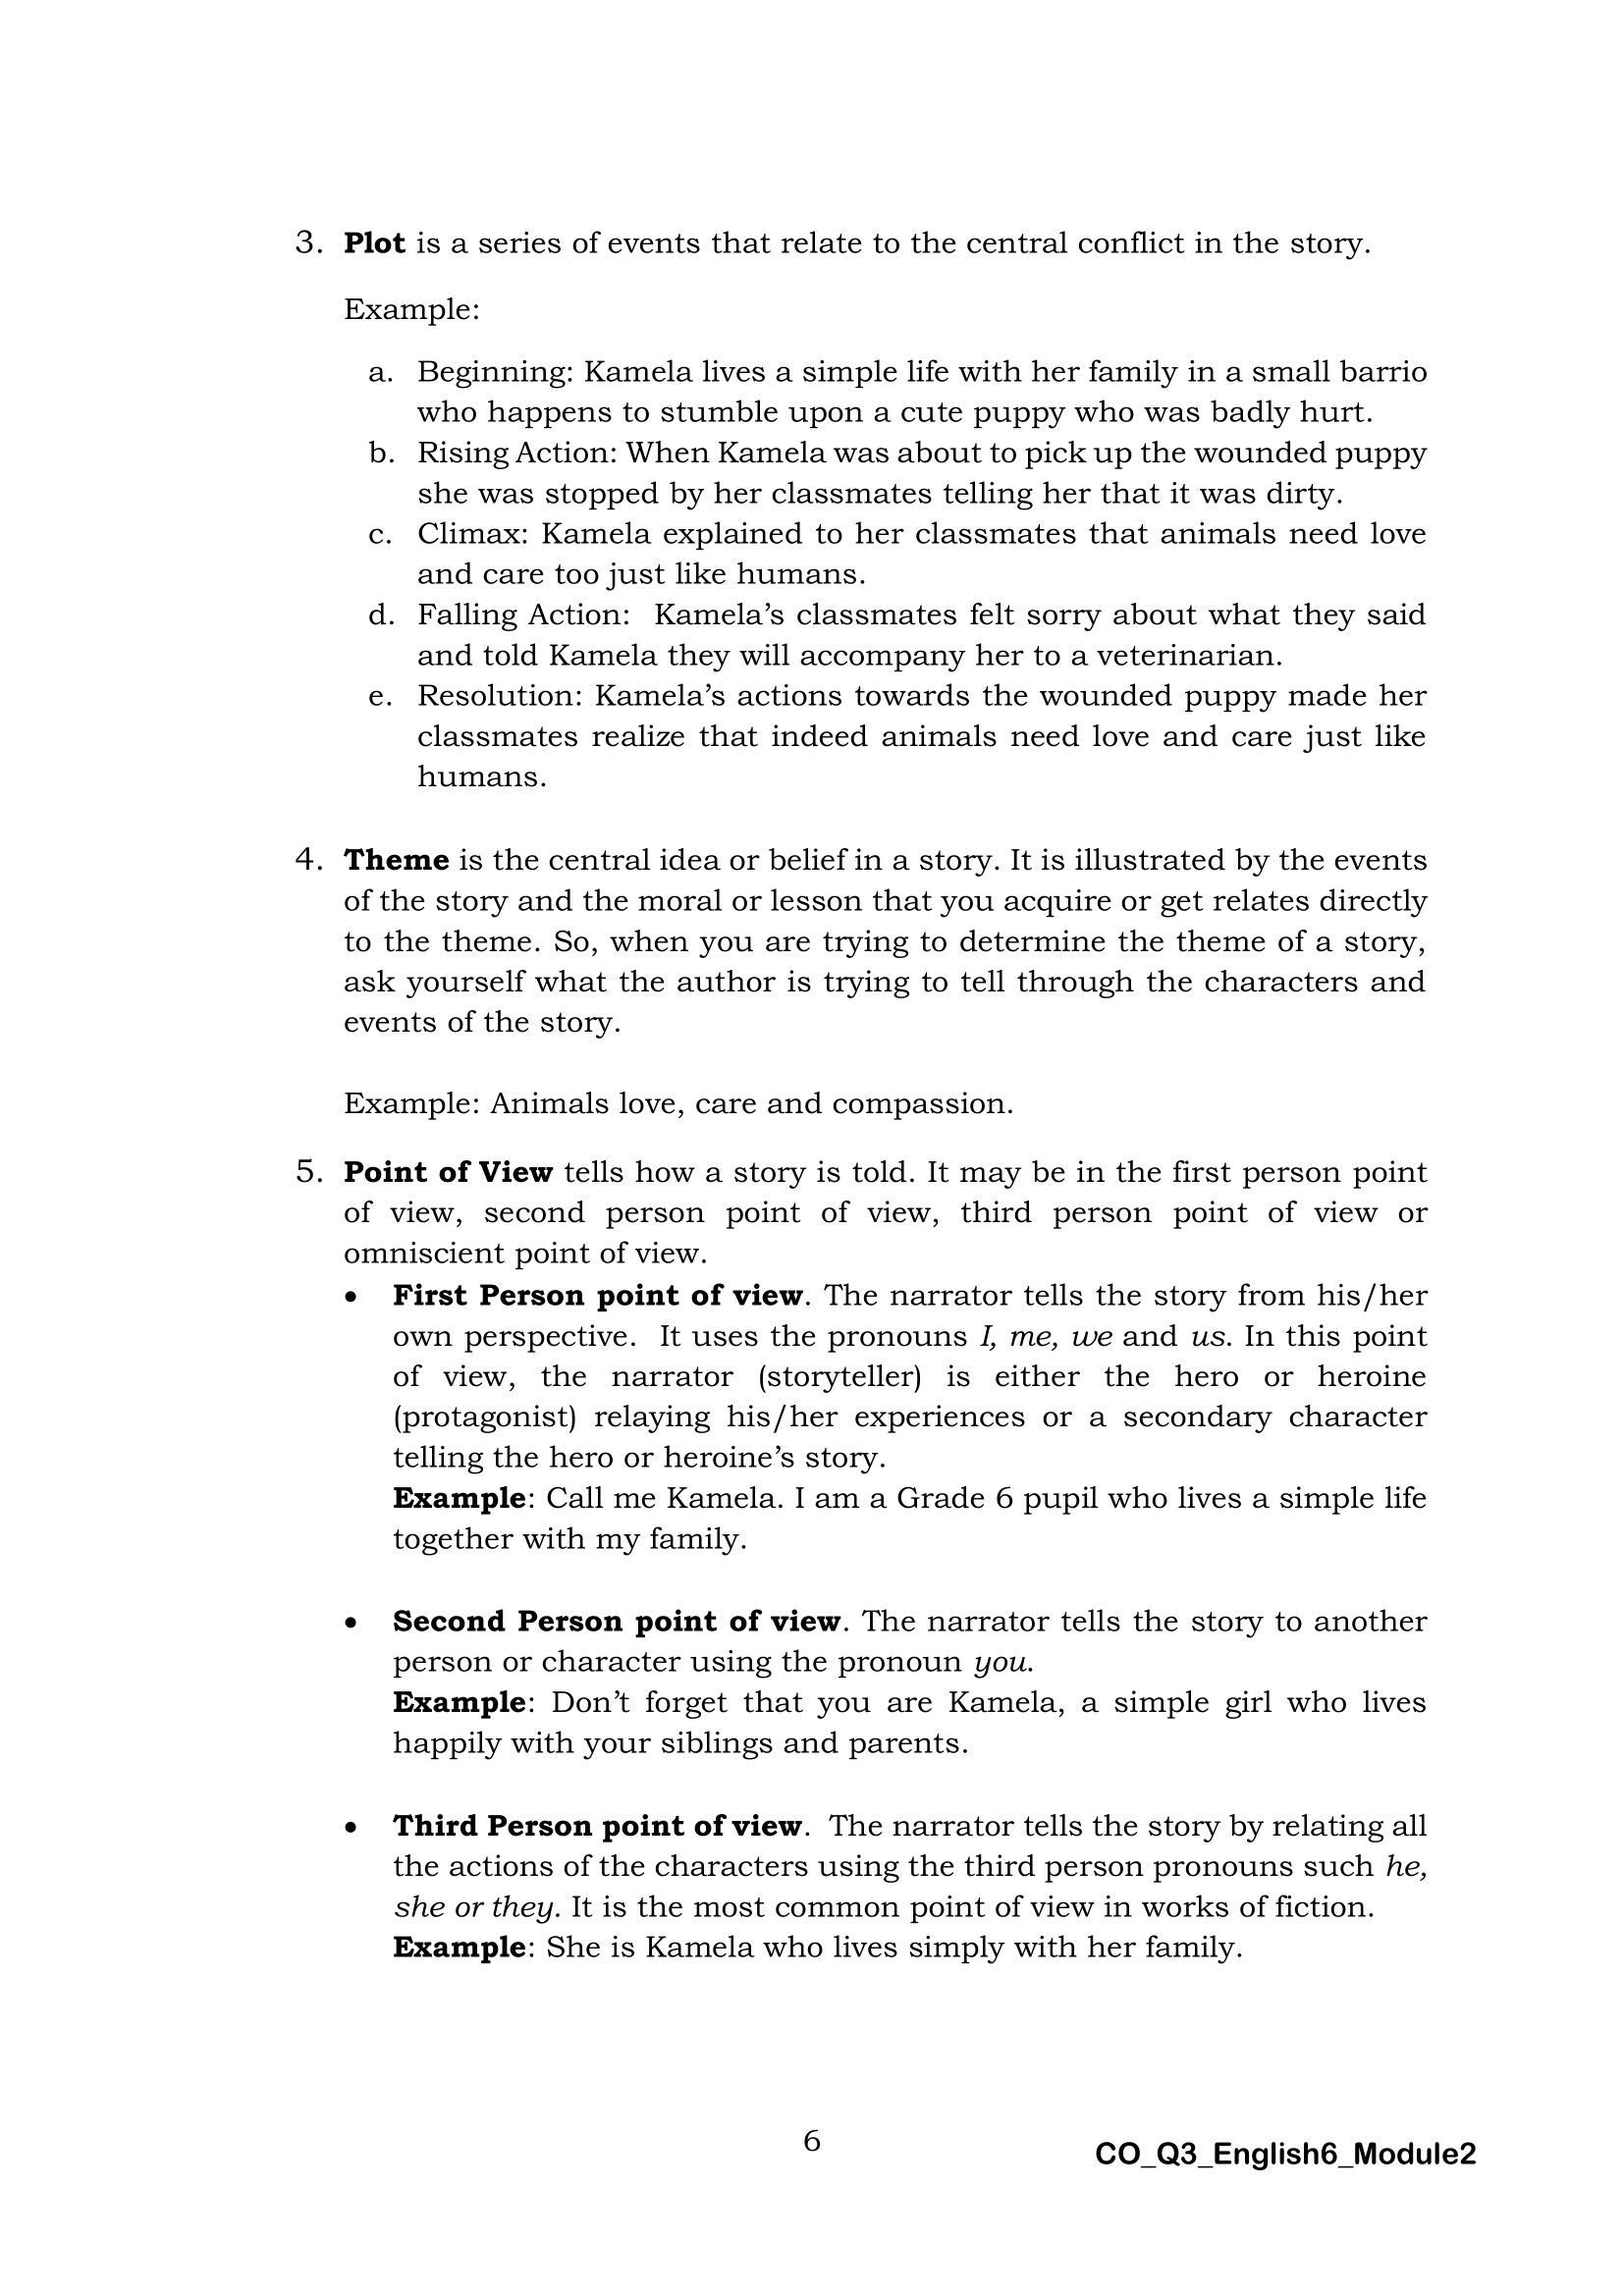 3. Plot is a series of events that relate to the central conflict in the story.
Example:
a. Beginning: Kamela lives a simple life with her family in a small barrio
who happens to stumble upon a cute puppy who was badly hurt.
b. Rising Action: When Kamela was about to pick up the wounded puppy
she was stopped by her classmates telling her that it was dirty.
c. Climax: Kamela explained to her classmates that animals need love
and care too just like humans.
d. Falling Action:  Kamela’s classmates felt sorry about what they said
and told Kamela they will accompany her to a veterinarian.
e. Resolution: Kamela’s actions towards the wounded puppy made her
classmates realize that indeed animals need love and care just like
humans.
4. Theme is the central idea or belief in a story. It is illustrated by the events
of the story and the moral or lesson that you acquire or get relates directly
to the theme. So, when you are trying to determine the theme of a story,
ask yourself what the author is trying to tell through the characters and
events of the story.
Example: Animals love, care and compassion.
5. Point of View tells how a story is told. It may be in the first person point
of view, second person point of view, third person point of view or
omniscient point of view.
• First Person point of view. The narrator tells the story from his/her
own perspective.  It uses the pronouns I, me, we and us. In this point
of view, the narrator (storyteller) is either the hero or heroine
(protagonist) relaying his/her experiences or a secondary character
telling the hero or heroine’s story.
Example: Call me Kamela. I am a Grade 6 pupil who lives a simple life
together with my family.
• Second Person point of view. The narrator tells the story to another
person or character using the pronoun you.
Example: Don’t forget that you are Kamela, a simple girl who lives
happily with your siblings and parents.
• Third Person point of view.  The narrator tells the story by relating all
the actions of the characters using the third person pronouns such he,
she or they. It is the most common point of view in works of fiction.
Example: She is Kamela who lives simply with her family.
6
CO_Q3_English6_Module2